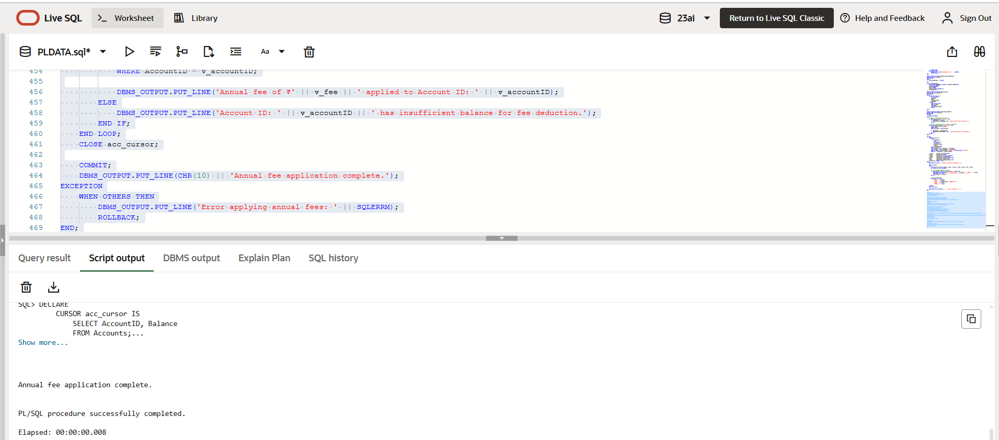 Live SQL
Worksheet
Library
23ai
Return to Live SQL Classic
Help and Feedback
Sign Out
PLDATA.sql*
Aa
454 WHERE AccountID = v_accountID;
455
456 DBMS_OUTPUT.PUT_LINE('Annual fee of ₹' || v_fee || ' applied to Account ID: ' || v_accountID);
457 ELSE
458 DBMS_OUTPUT.PUT_LINE('Account ID: ' || v_accountID || ' has insufficient balance for fee deduction.');
459 END IF;
460 END LOOP;
461 CLOSE acc_cursor;
462
463 COMMIT;
464 DBMS_OUTPUT.PUT_LINE(CHR(10) || 'Annual fee application complete.');
465 EXCEPTION
466 WHEN OTHERS THEN
467 DBMS_OUTPUT.PUT_LINE('Error applying annual fees: ' || SQLERRM);
468 ROLLBACK;
469 END;
Query result
Script output
DBMS output
Explain Plan
SQL history
SQL> DECLARE
CURSOR acc_cursor IS
SELECT AccountID, Balance
FROM Accounts;...
Show more...
Annual fee application complete.
PL/SQL procedure successfully completed.
Elapsed: 00:00:00.008